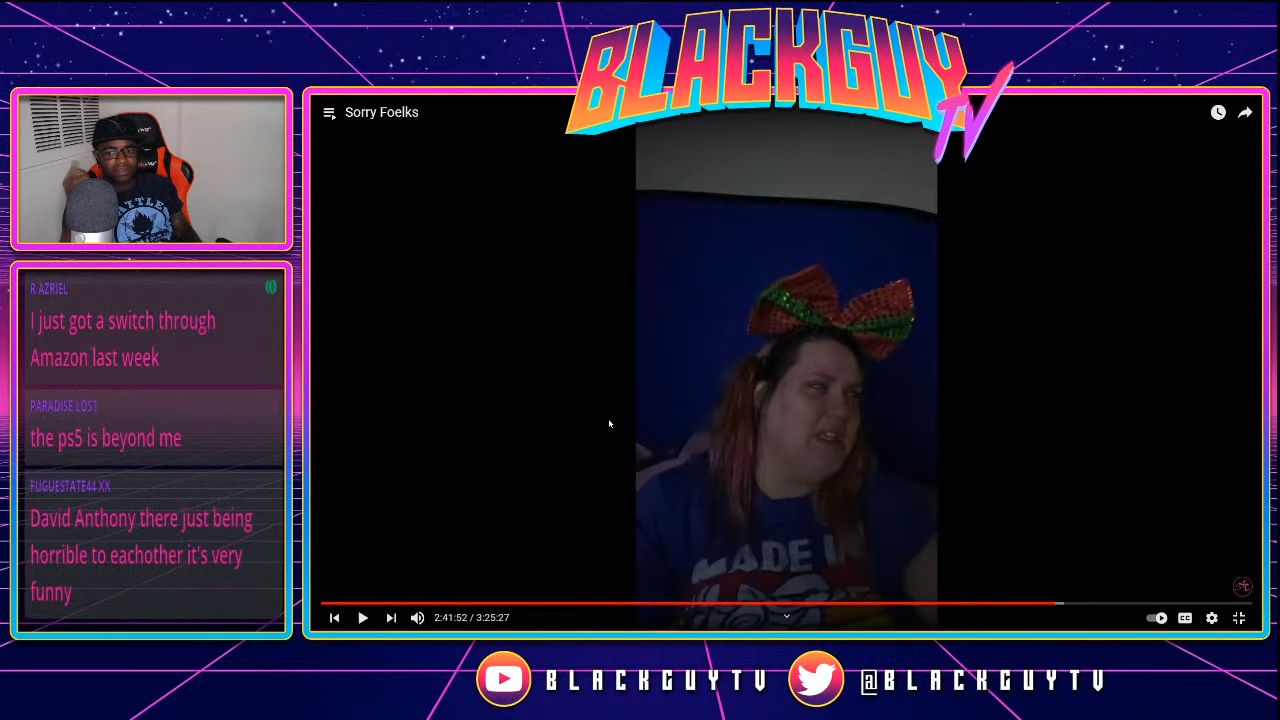 BLACKGUY
TV
Sorry Foelks
R AZRIEL
I just got a switch through
Amazon last week
PARADISE LOST
the ps5 is beyond me
FUGUESTATE44 XX
David Anthony there just being
horrible to eachother it's very
funny
MADE IN
2:41:52 / 3:25:27
CC
BLACKGUYTV
@BLACKGUYTV